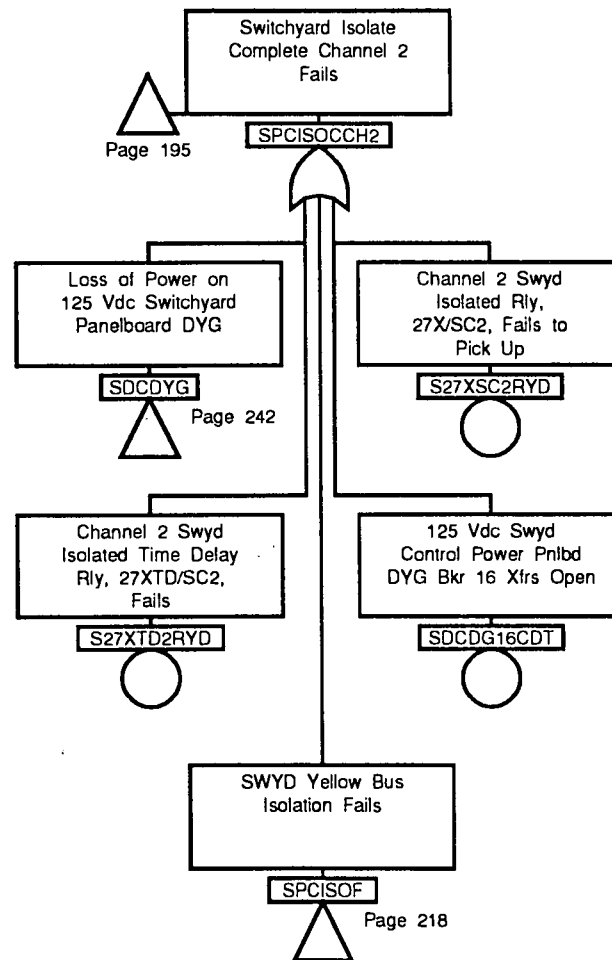 Switchyard Isolate
Complete Channel 2
Fails
Page 195
SPCISOCCH2
Loss of Power on
125 Vdc Switchyard
Panelboard DYG
SDCDYG
Page 242
Channel 2 Swyd
Isolated Rly,
27X/SC2, Fails to
Pick Up
S27XSC2RYD
Channel 2 Swyd
Isolated Time Delay
Rly, 27XTD/SC2,
Fails
S27XTD2RYD
125 Vdc Swyd
Control Power Pnlbd
DYG Bkr 16 Xfrs Open
SDCDG16CDT
SWYD Yellow Bus
Isolation Fails
SPCISOF
Page 218